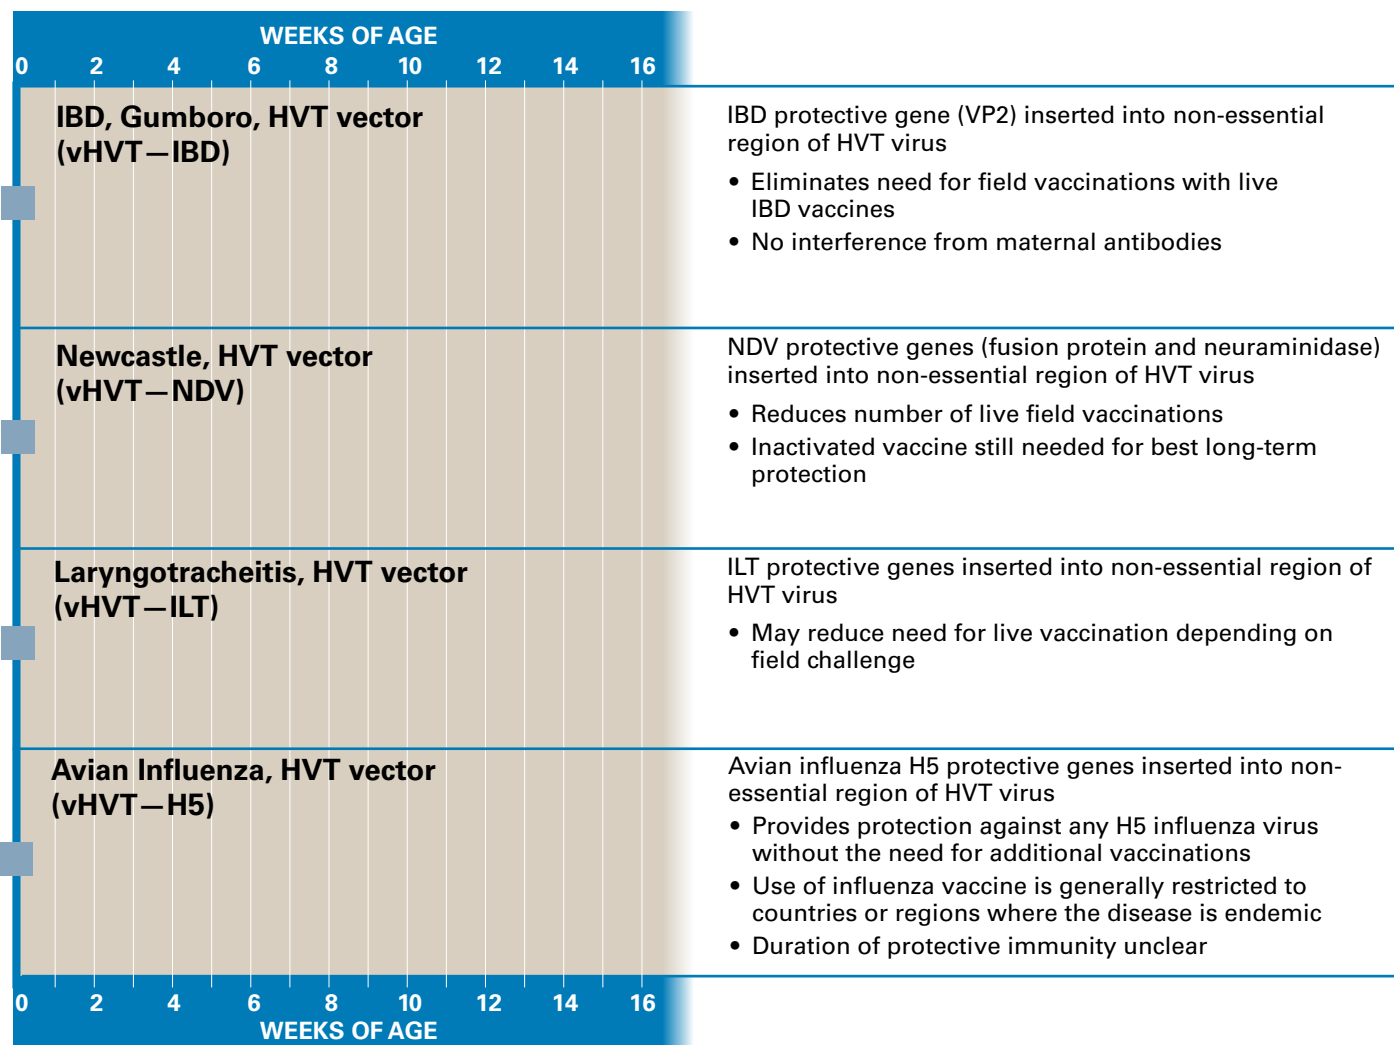 WEEKS OF AGE
0 2 4 6 8 10 12 14 16
IBD, Gumboro, HVT vector
(vHVT—IBD)
IBD protective gene (VP2) inserted into non-essential
region of HVT virus
• Eliminates need for field vaccinations with live
IBD vaccines
• No interference from maternal antibodies
Newcastle, HVT vector
(vHVT—NDV)
NDV protective genes (fusion protein and neuraminidase)
inserted into non-essential region of HVT virus
• Reduces number of live field vaccinations
• Inactivated vaccine still needed for best long-term
protection
Laryngotracheitis, HVT vector
(vHVT—ILT)
ILT protective genes inserted into non-essential region of
HVT virus
• May reduce need for live vaccination depending on
field challenge
Avian Influenza, HVT vector
(vHVT—H5)
Avian influenza H5 protective genes inserted into non-
essential region of HVT virus
• Provides protection against any H5 influenza virus
without the need for additional vaccinations
• Use of influenza vaccine is generally restricted to
countries or regions where the disease is endemic
• Duration of protective immunity unclear
0 2 4 6 8 10 12 14 16
WEEKS OF AGE